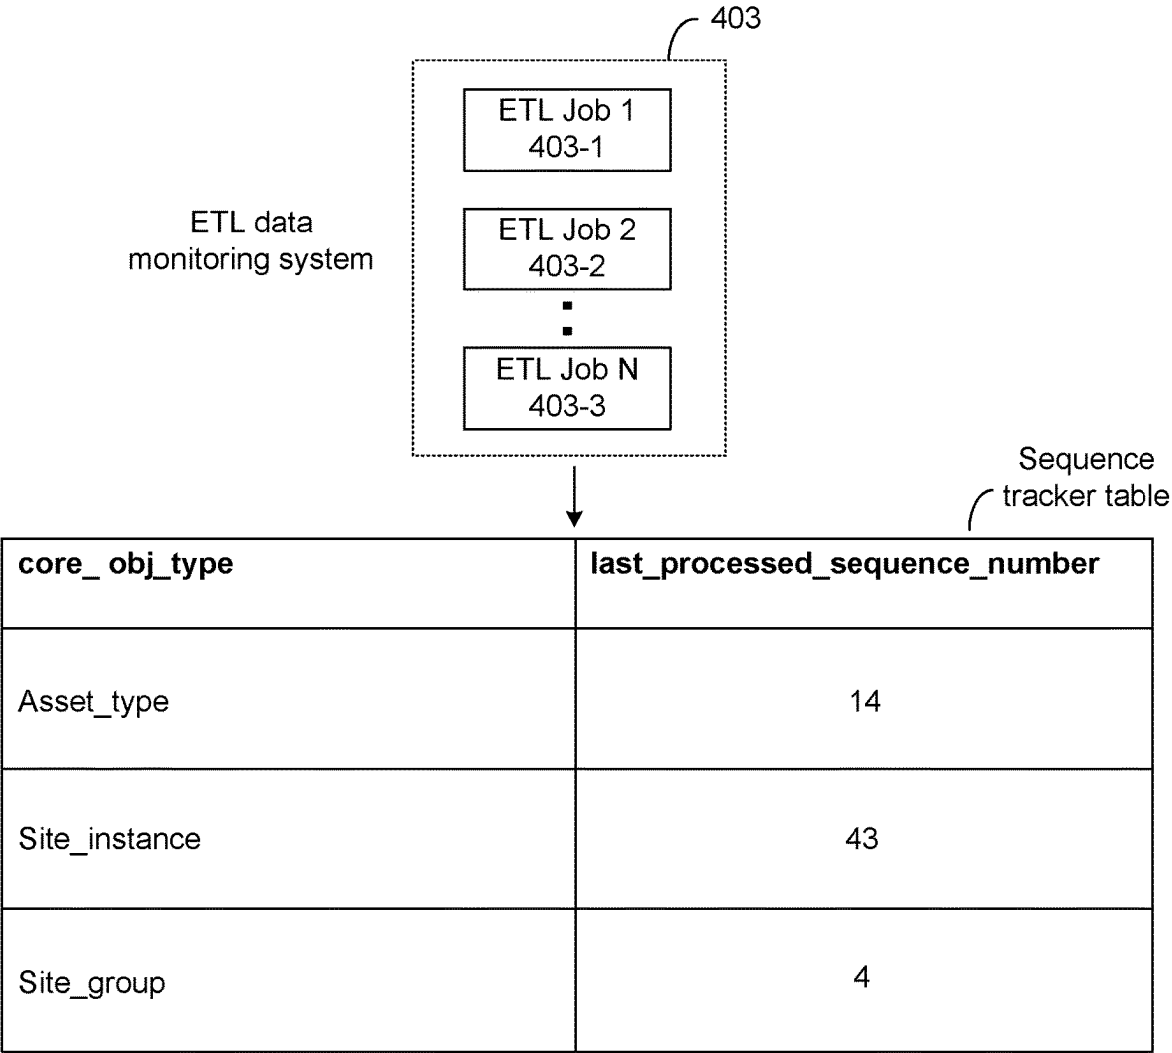 403
ETL Job 1
403-1
ETL data
monitoring system
ETL Job 2
403-2
ETL Job N
403-3
Sequence
tracker table
core_ obj_type last_processed_sequence_number
Asset_type 14
Site_instance 43
Site_group 4